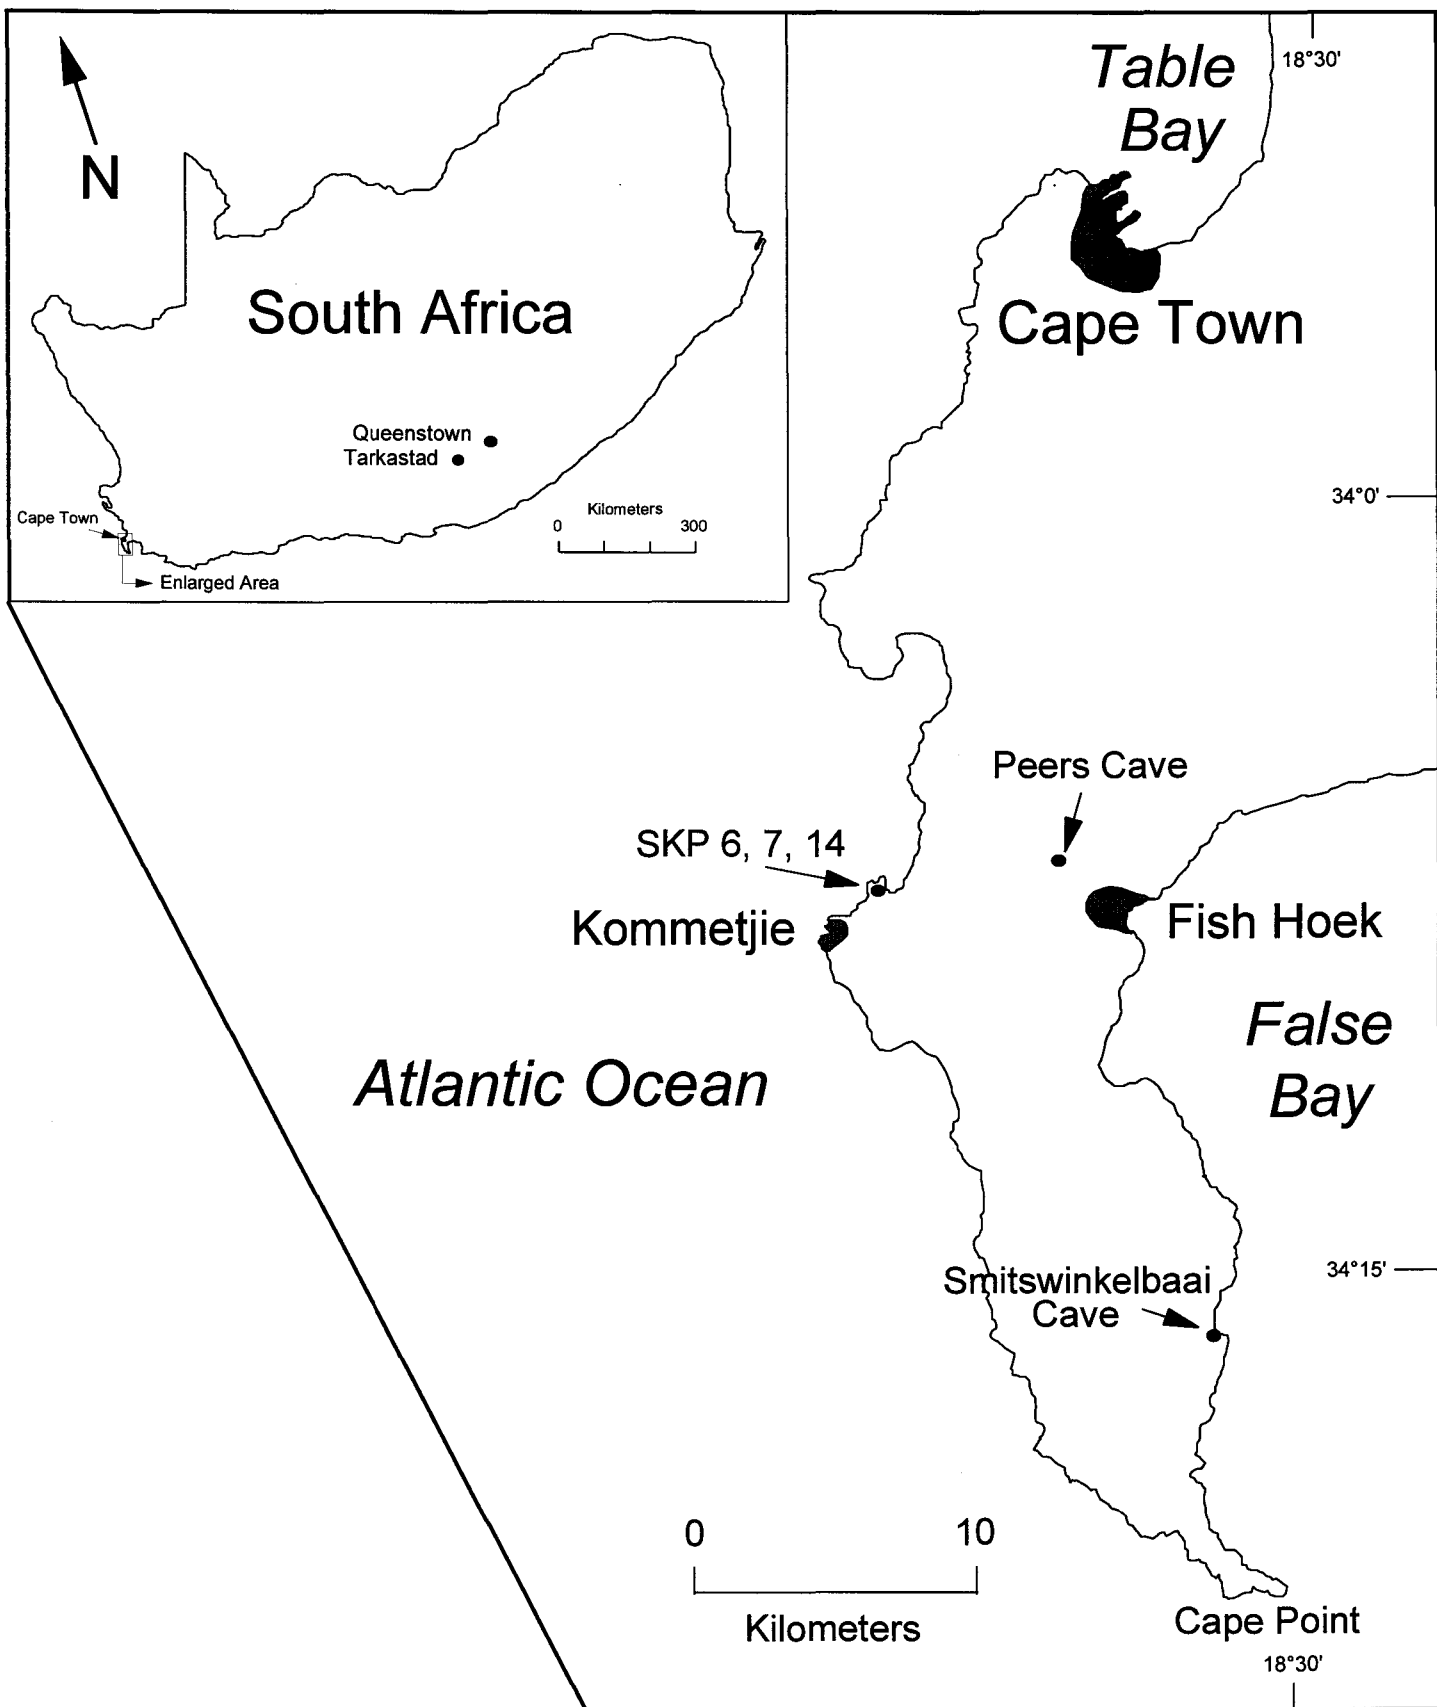 N
South Africa
Queenstown
Tarkastad
Cape Town
Enlarged Area
Kilometers
0 300
Table
Bay
18°30'
Cape Town
34°0'
Peers Cave
SKP 6, 7, 14
Kommetjie
Fish Hoek
False
Bay
Atlantic Ocean
34°15'
Smitswinkelbaai
Cave
0 10
Kilometers
Cape Point
18°30'